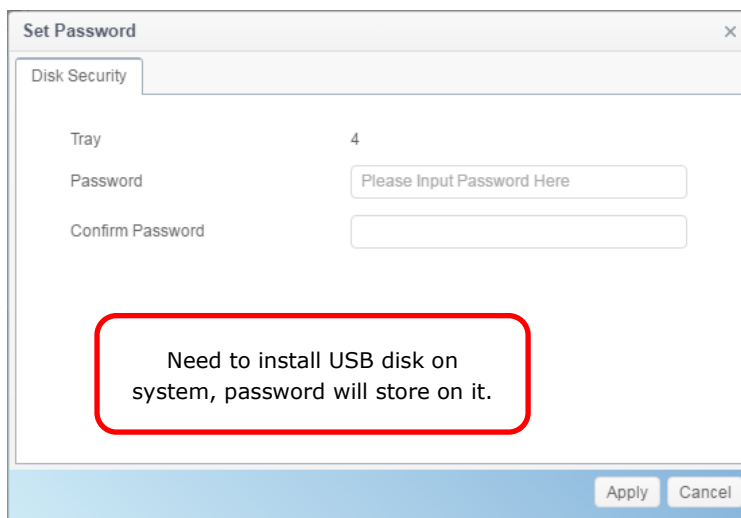 Set Password ×
Disk Security
Tray 4
Password Please Input Password Here
Confirm Password
Need to install USB disk on
system, password will store on it.
Apply Cancel